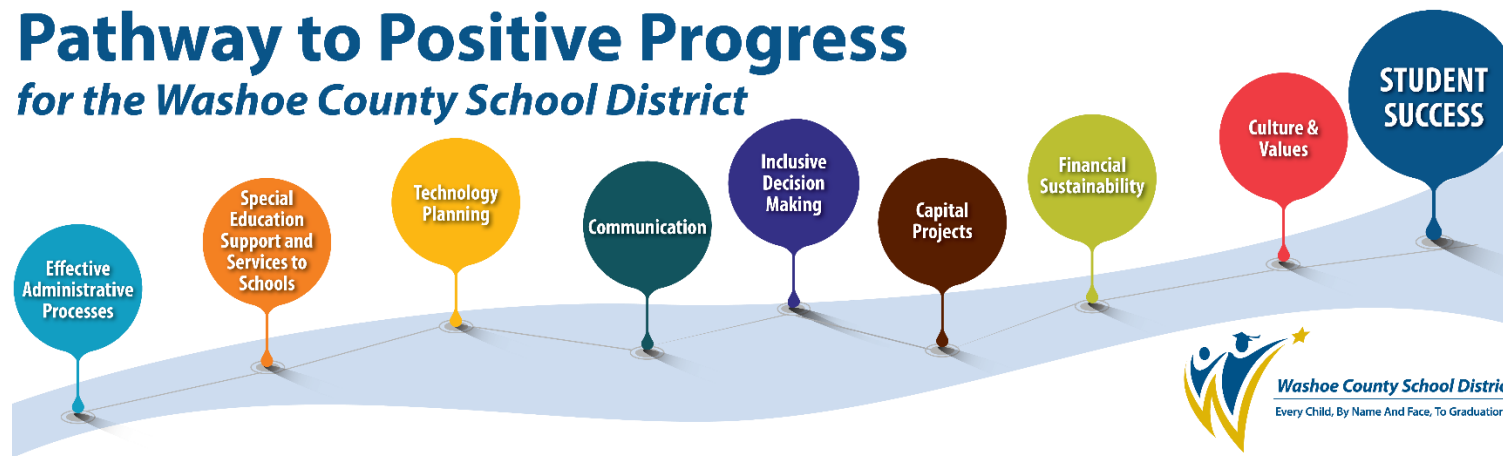 Pathway to Positive Progress
for the Washoe County School District
Effective
Administrative
Processes
Special
Education
Support and
Services to
Schools
Technology
Planning
Communication
Inclusive
Decision
Making
Capital
Projects
Financial
Sustainability
Culture &
Values
STUDENT
SUCCESS
Washoe County School Distric
Every Child, By Name And Face, To Graduation